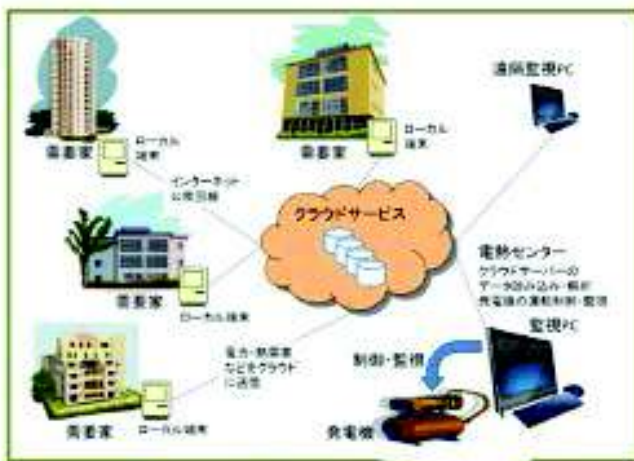 需要家
ローカル
端末
インターネット
公衆回線
需要家
ローカル
端末
遠隔監視PC
クラウドサービス
需要家
ローカル端末
電熱センター
クラウドサーバーの
データ読み込み・解析
発電機の運転制御・監視
監視PC
電力・熱需要
などをクラウド
に送信
制御・監視
発電機
需要家
ローカル端末